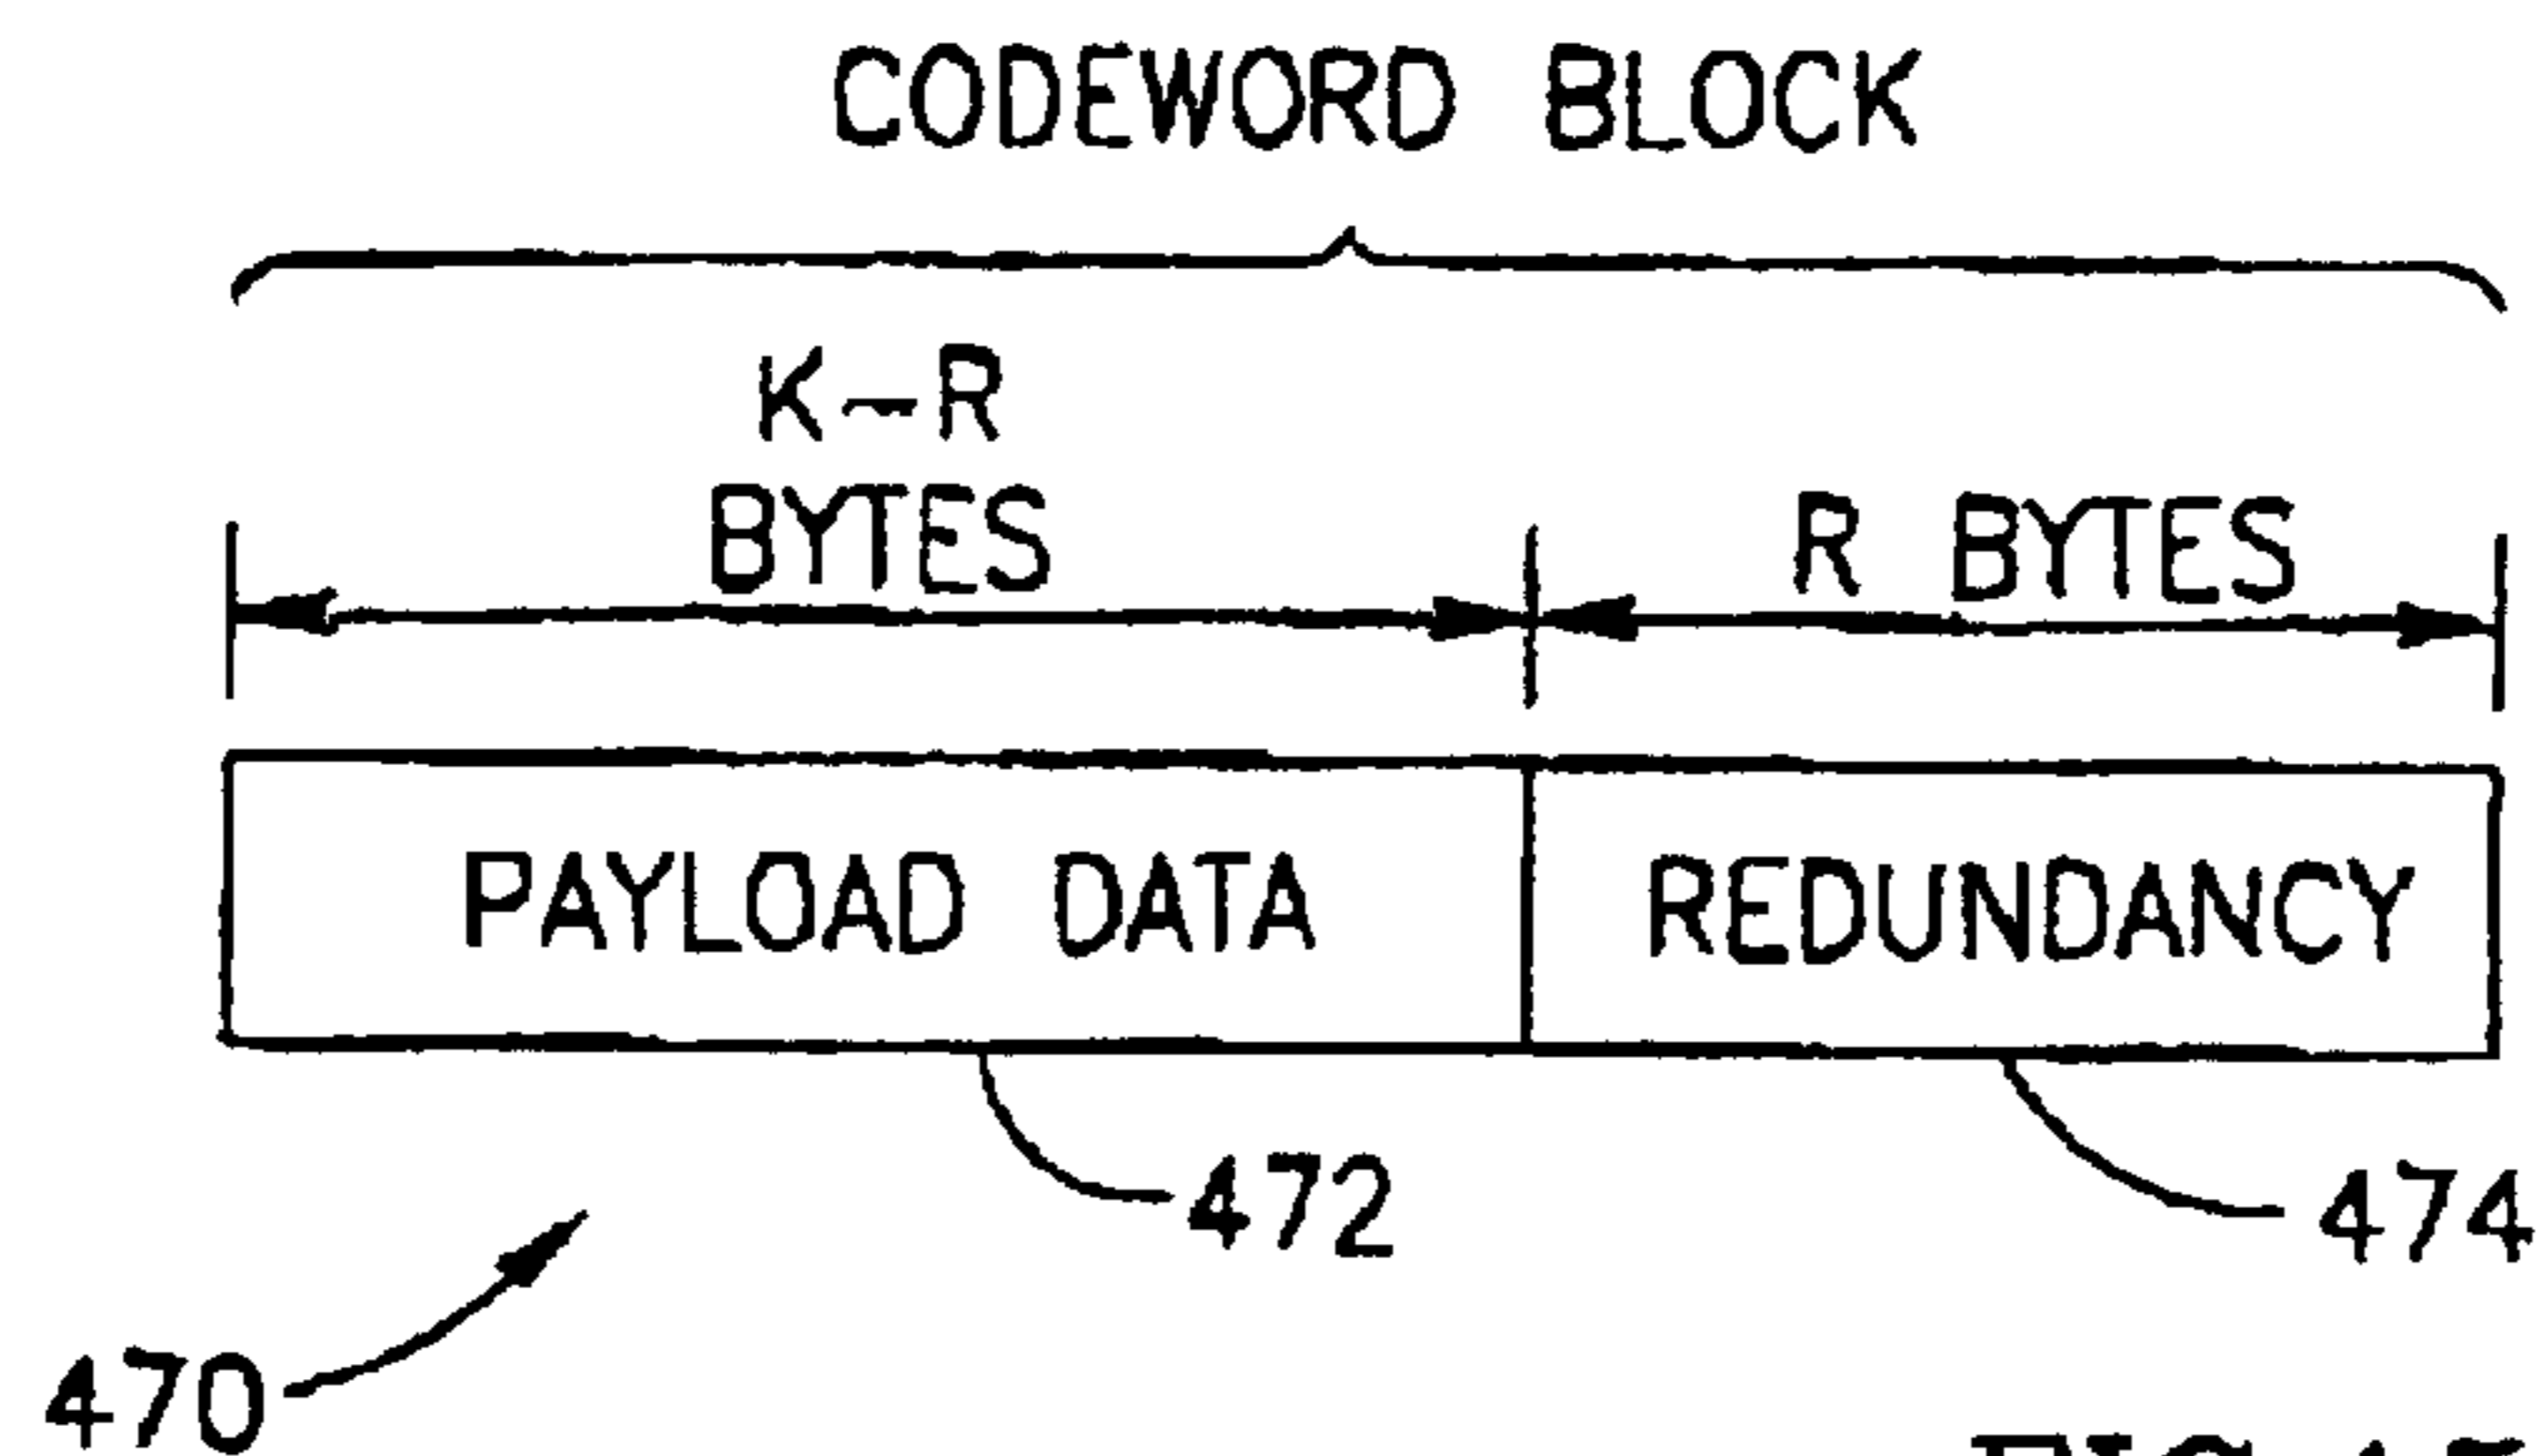 CODEWORD BLOCK
K-R
BYTES
R BYTES
PAYLOAD DATA
REDUNDANCY
472
474
470